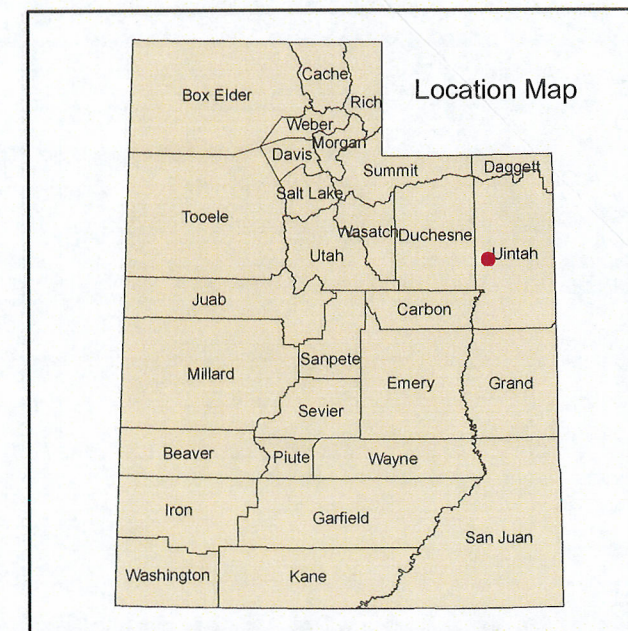 Location Map
Cache
Box Elder
Rich
Weber
Morgan
Davis
Summit
Daggett
Salt Lake
Tooele
Wasatch
Duchesne
Utah
Uintah
Juab
Carbon
Sanpete
Millard
Emery
Grand
Sevier
Beaver
Piute
Wayne
Iron
Garfield
San Juan
Washington
Kane